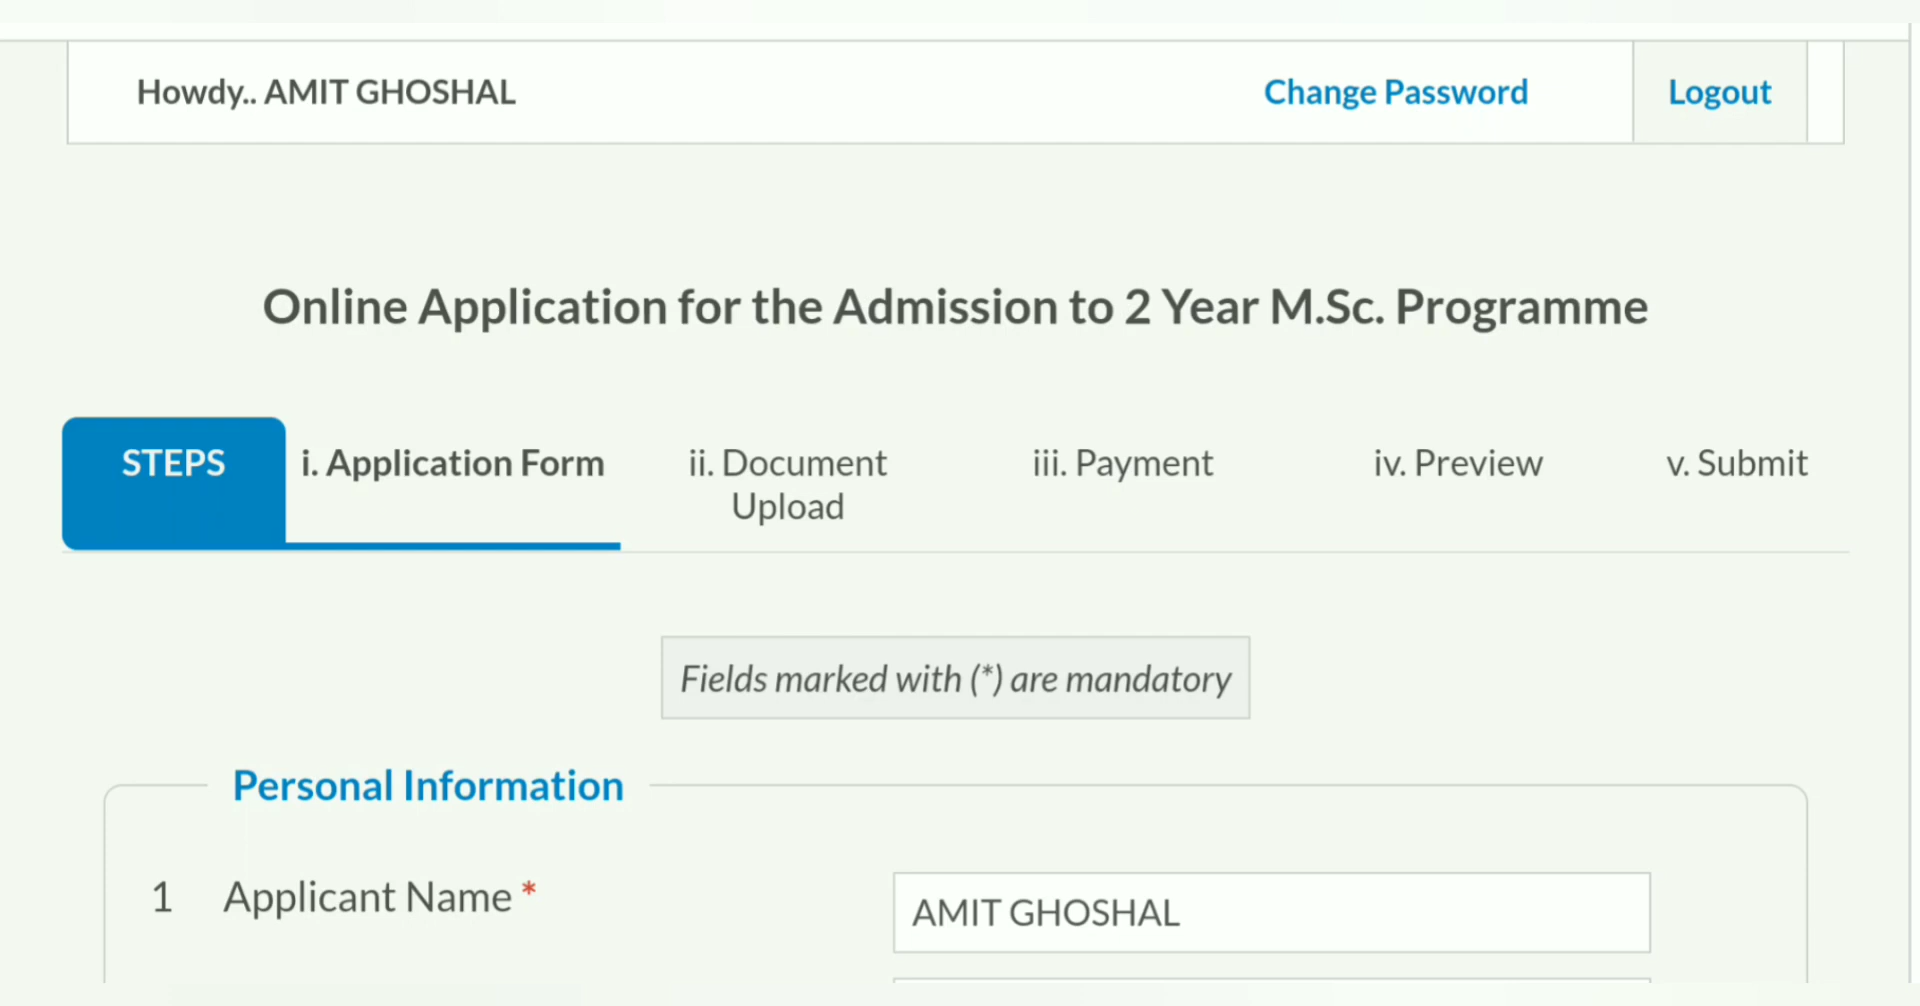 Howdy.. AMIT GHOSHAL Change Password Logout
Online Application for the Admission to 2 Year M.Sc. Programme
STEPS i. Application Form ii. Document Upload iii. Payment iv. Preview v. Submit
Fields marked with (*) are mandatory
Personal Information
1 Applicant Name * AMIT GHOSHAL